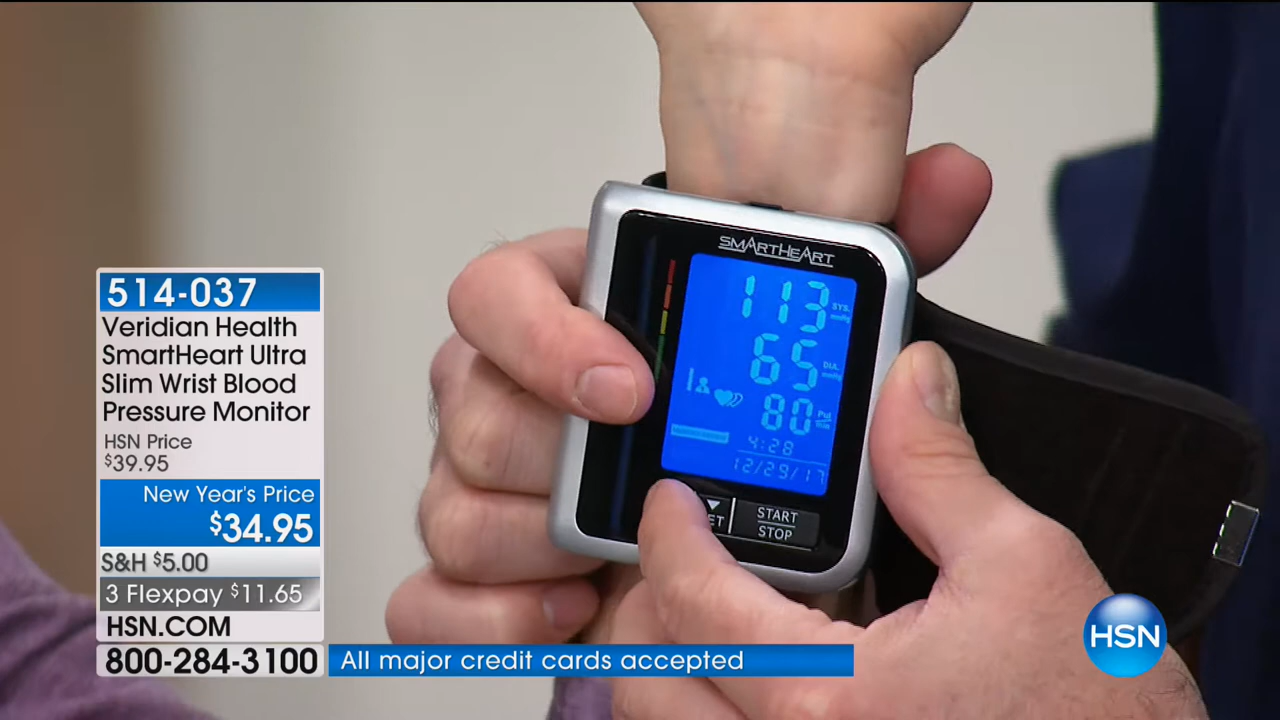 514-037
Veridian Health
SmartHeart Ultra
Slim Wrist Blood
Pressure Monitor
HSN Price
$39.95
New Year's Price
$34.95
S&H $5.00
3 Flexpay $11.65
HSN.COM
800-284-3100
All major credit cards accepted
SMARTHEART
113 SYS. mmHg
65 DIA. mmHg
80 Pul /min
4:28
12/29/17
START
STOP
HSN